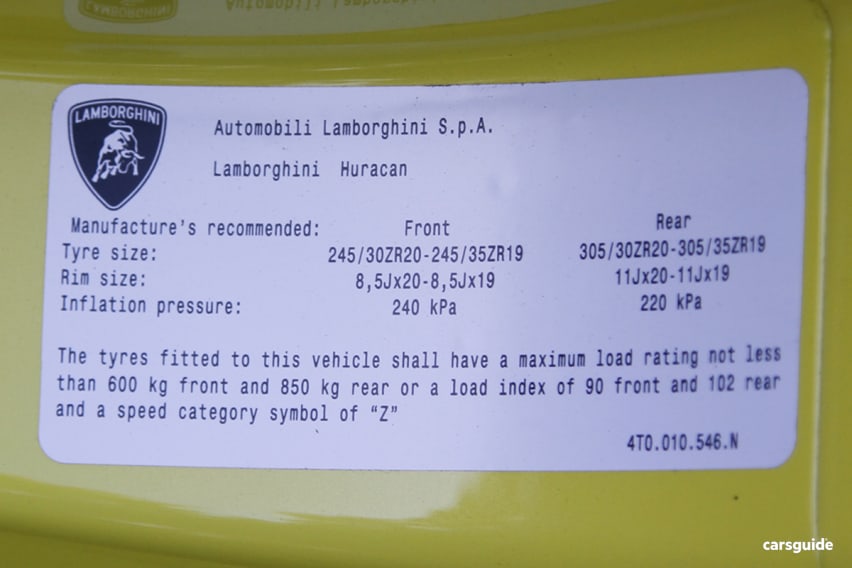 LAMBORGHINI
Automobili Lamborghini S.p.A.
Lamborghini Huracan
Manufacture's recommended: Front Rear
Tyre size: 245/30ZR20-245/35ZR19 305/30ZR20-305/35ZR19
Rim size: 8,5Jx20-8,5Jx19 11Jx20-11Jx19
Inflation pressure: 240 kPa 220 kPa
The tyres fitted to this vehicle shall have a maximum load rating not less
than 600 kg front and 850 kg rear or a load index of 90 front and 102 rear
and a speed category symbol of “Z”
4T0.010.546.N
carsguide